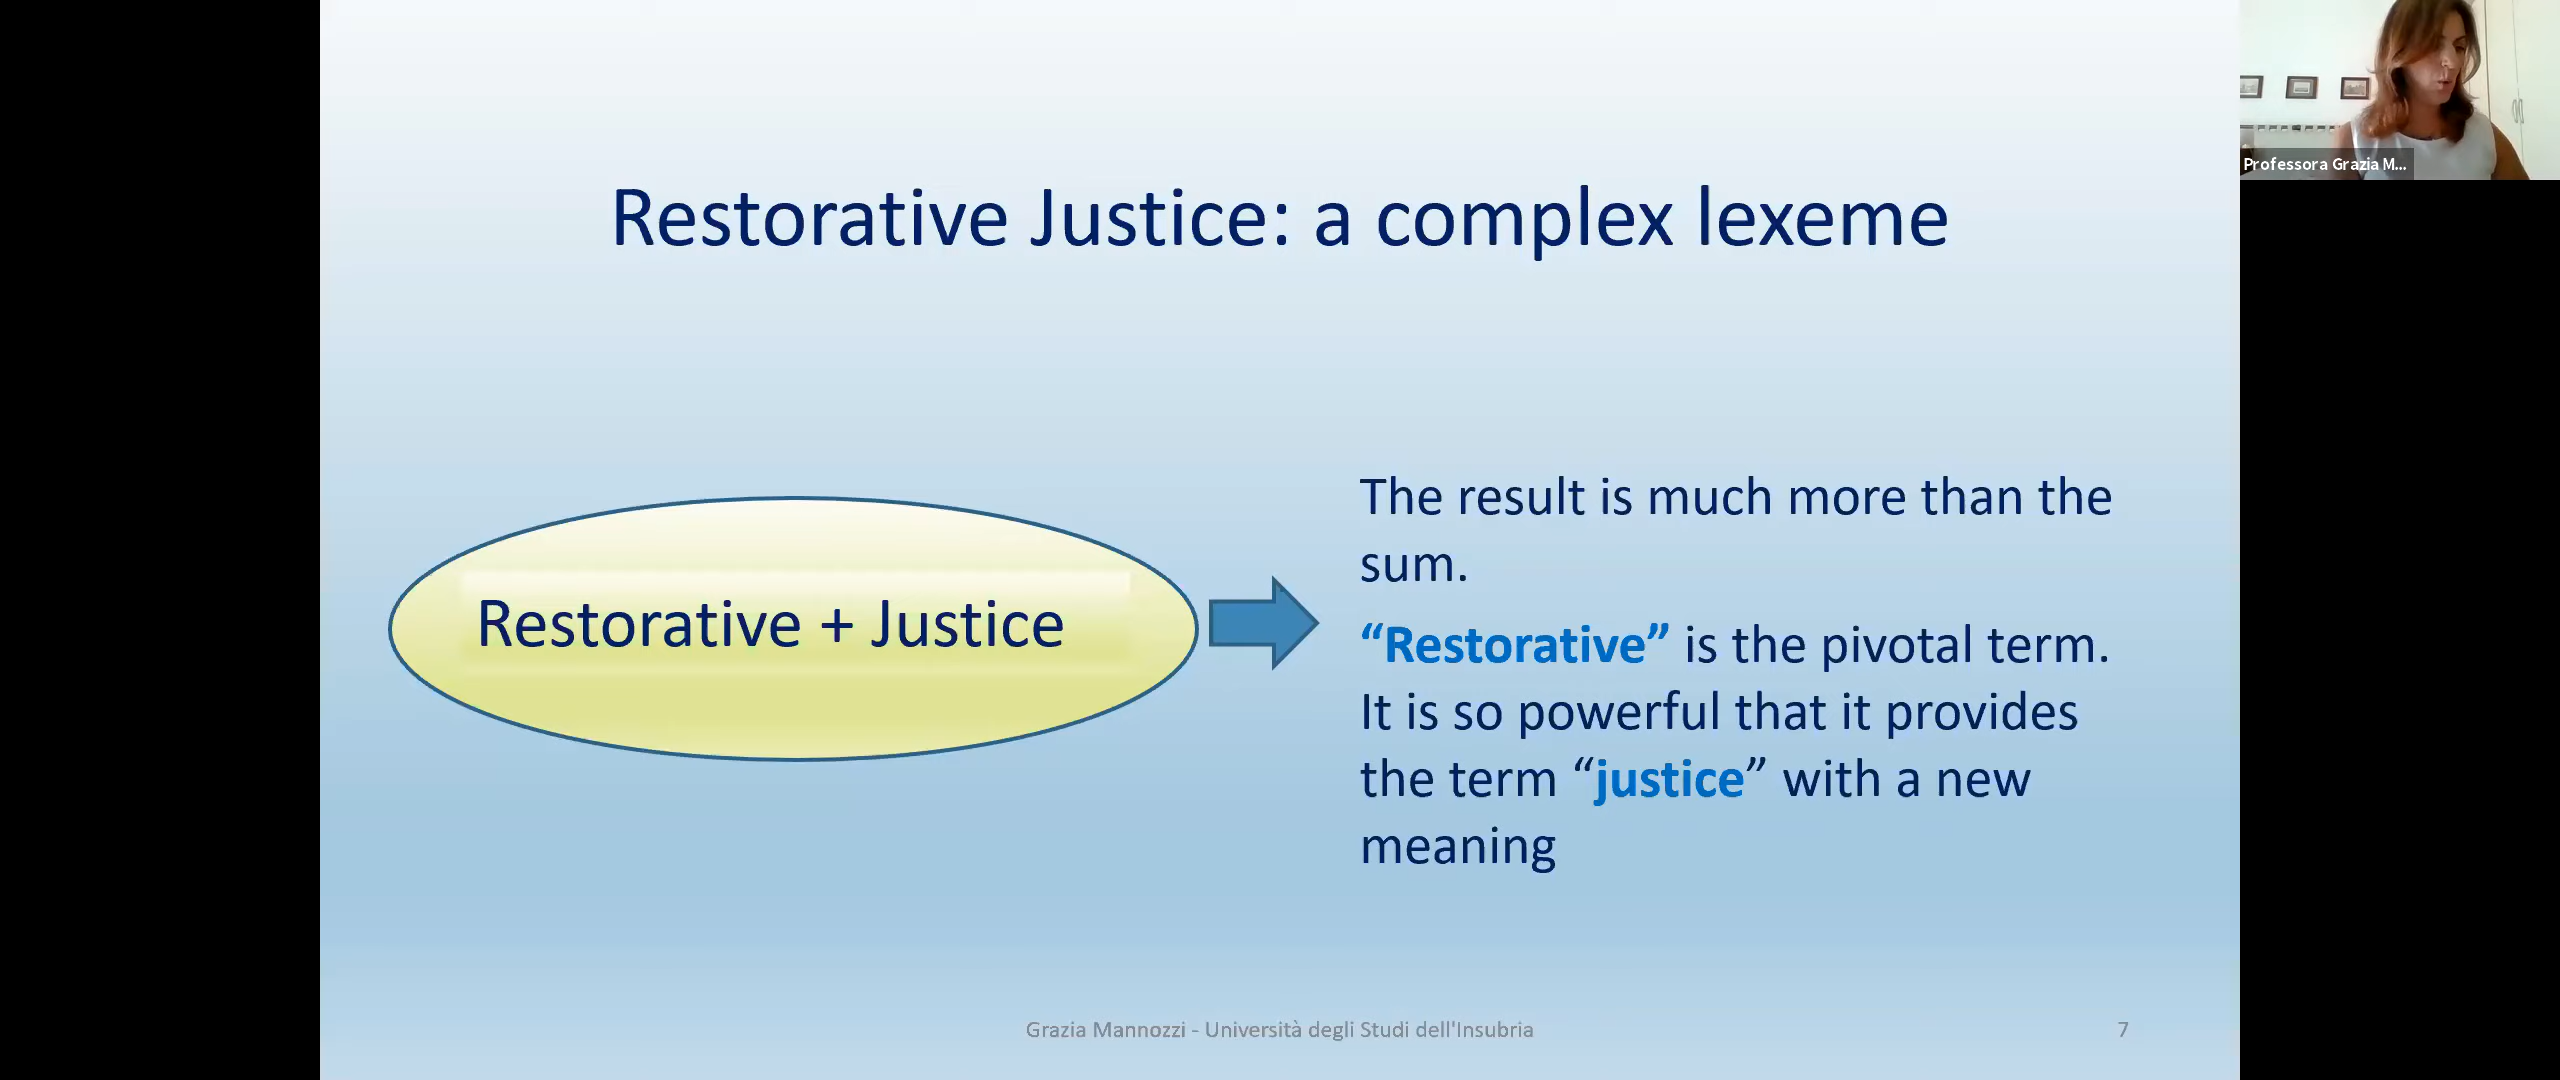 Professora Grazia M...
Restorative Justice: a complex lexeme
Restorative + Justice
The result is much more than the
sum.
“Restorative” is the pivotal term.
It is so powerful that it provides
the term “justice” with a new
meaning
Grazia Mannozzi - Università degli Studi dell'Insubria
7